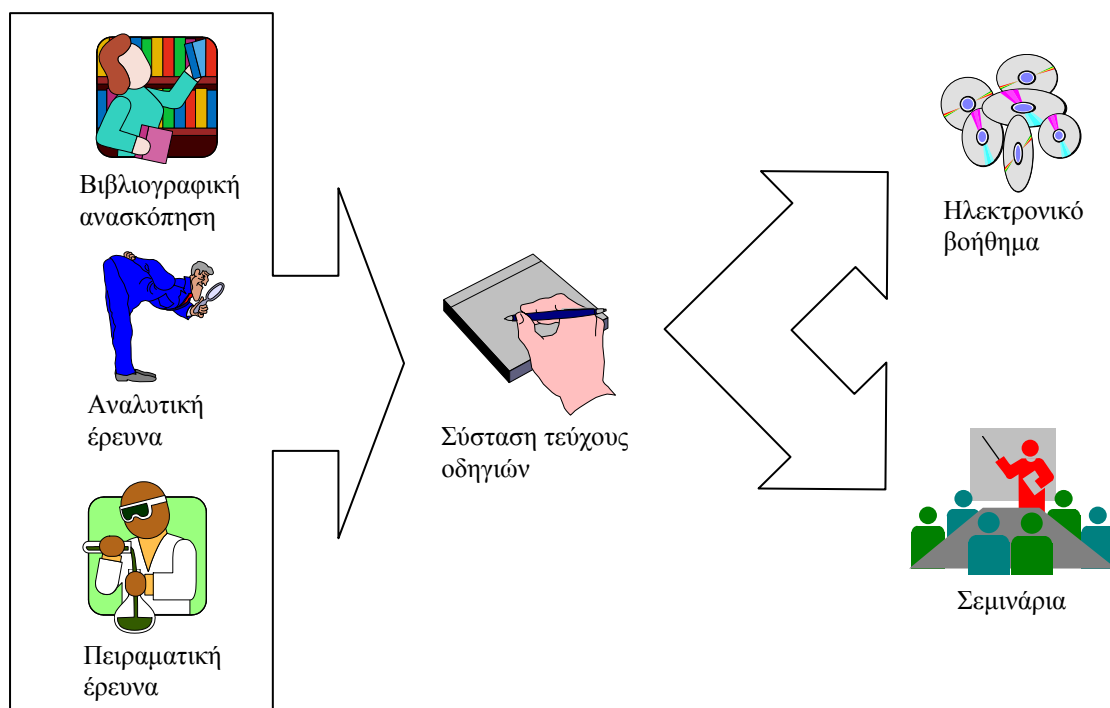 Βιβλιογραφική
ανασκόπηση
Αναλυτική
έρευνα
Πειραματική
έρευνα
Σύσταση τεύχους
οδηγιών
Ηλεκτρονικό
βοήθημα
Σεμινάρια